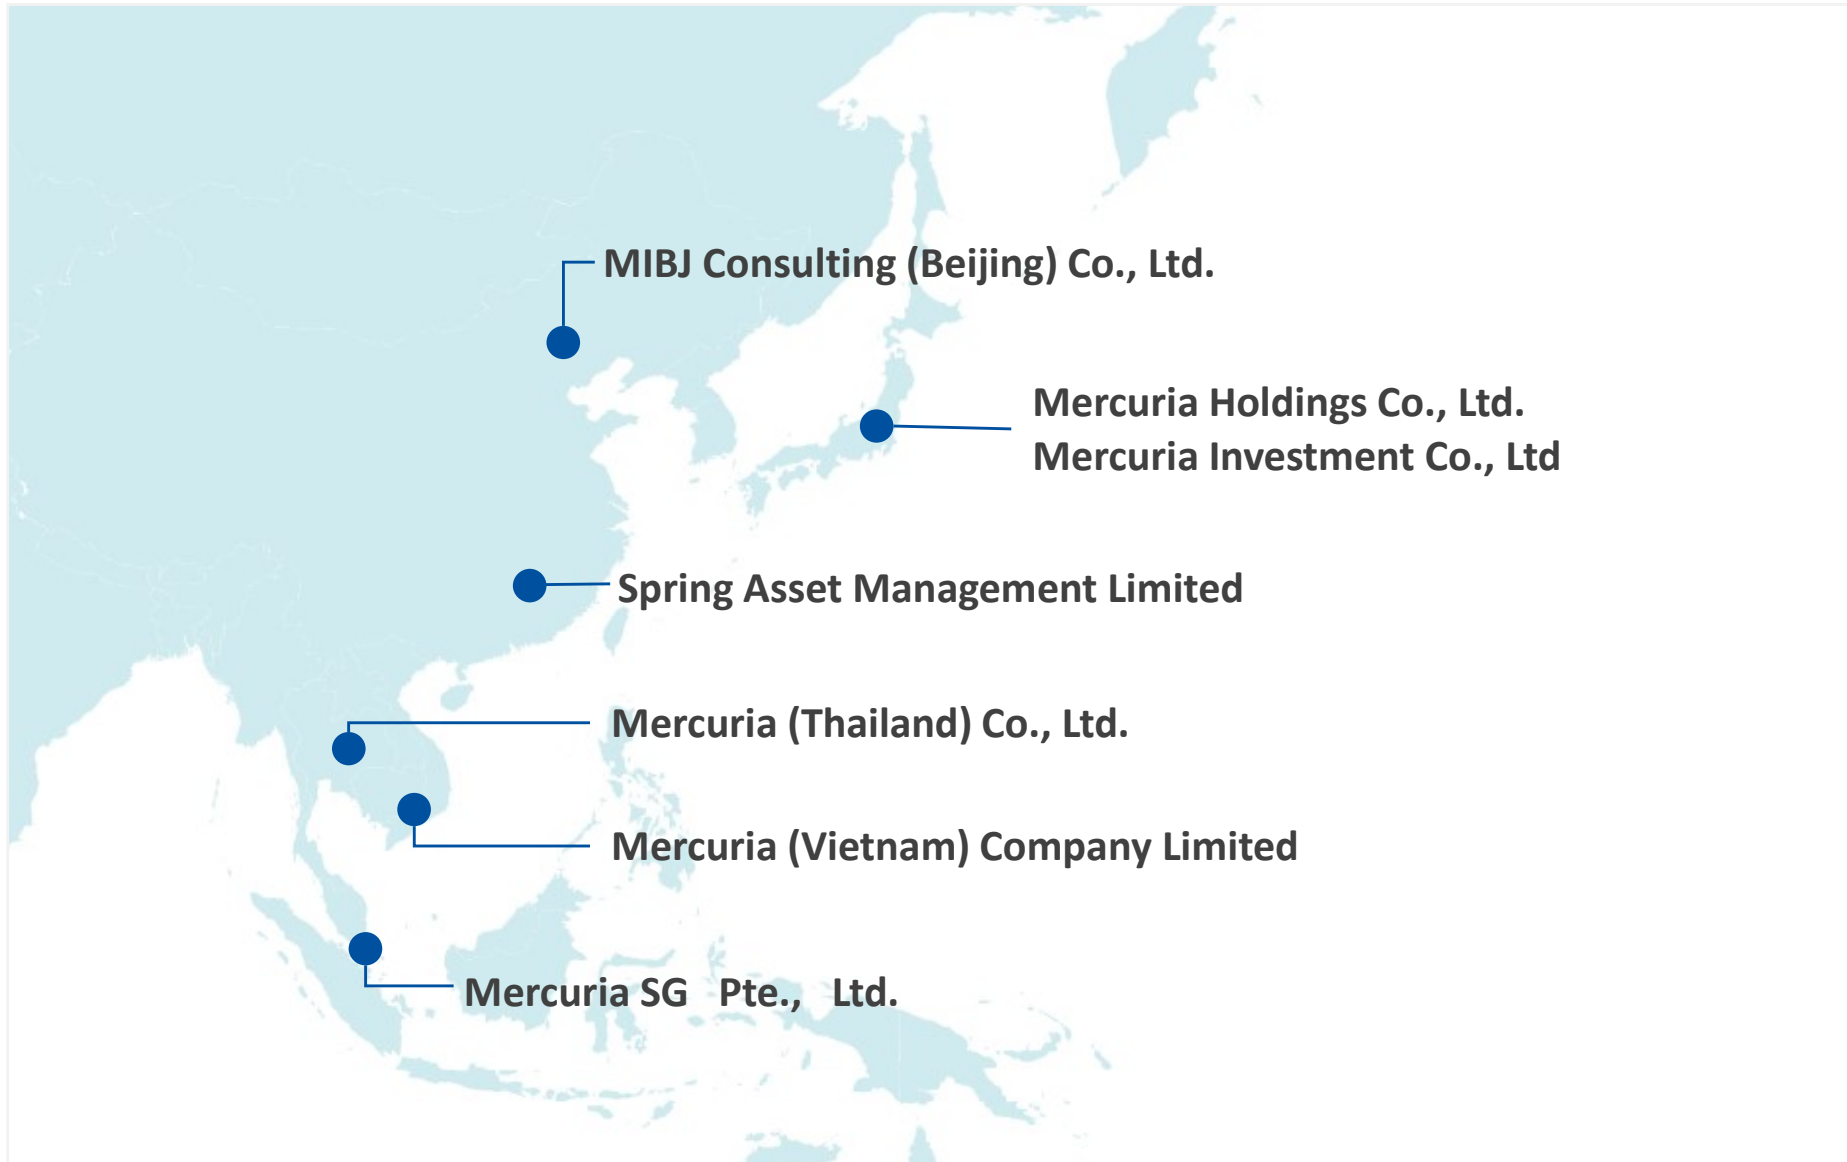 MIBJ Consulting (Beijing) Co., Ltd.
Mercuria Holdings Co., Ltd.
Mercuria Investment Co., Ltd
Spring Asset Management Limited
Mercuria (Thailand) Co., Ltd.
Mercuria (Vietnam) Company Limited
Mercuria SG Pte., Ltd.